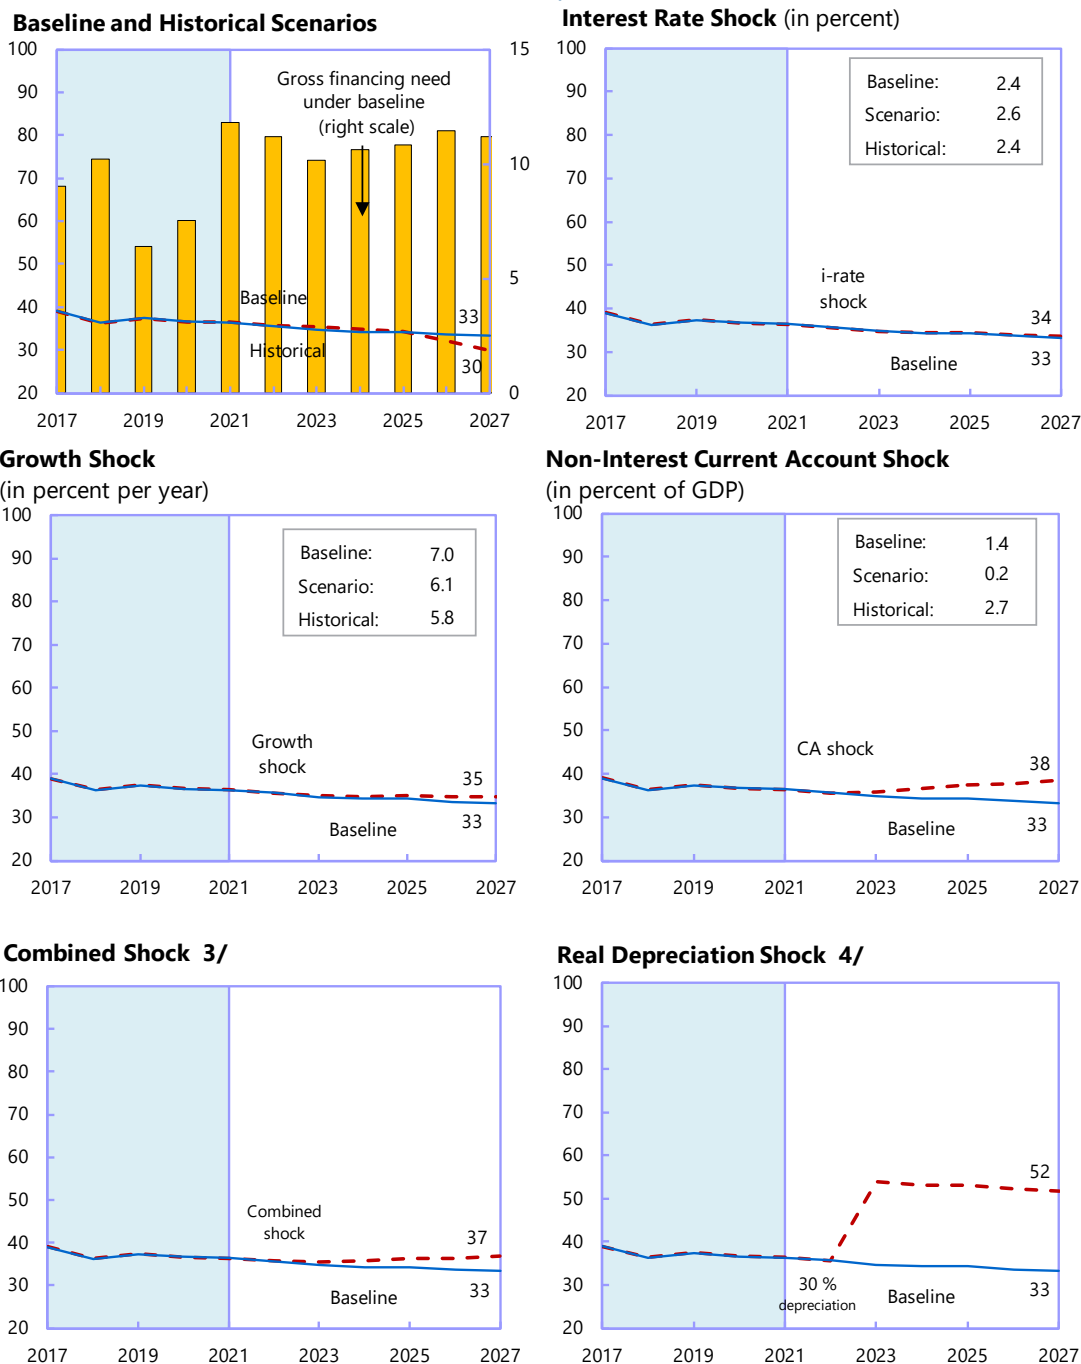 Baseline and Historical Scenarios
100
90
80
70
60
50
40
30
20
15
10
5
0
Gross financing need
under baseline
(right scale)
Baseline
Historical
33
30
2017 2019 2021 2023 2025 2027
Interest Rate Shock (in percent)
100
90
80
70
60
50
40
30
20
Baseline: 2.4
Scenario: 2.6
Historical: 2.4
i-rate
shock
34
Baseline
33
2017 2019 2021 2023 2025 2027
Growth Shock
(in percent per year)
100
90
80
70
60
50
40
30
20
Baseline: 7.0
Scenario: 6.1
Historical: 5.8
Growth
shock
35
33
Baseline
2017 2019 2021 2023 2025 2027
Non-Interest Current Account Shock
(in percent of GDP)
100
90
80
70
60
50
40
30
20
Baseline: 1.4
Scenario: 0.2
Historical: 2.7
CA shock
38
Baseline
33
2017 2019 2021 2023 2025 2027
Combined Shock 3/
100
90
80
70
60
50
40
30
20
Combined
shock
37
33
Baseline
2017 2019 2021 2023 2025 2027
Real Depreciation Shock 4/
100
90
80
70
60
50
40
30
20
52
30 %
depreciation
Baseline
33
2017 2019 2021 2023 2025 2027